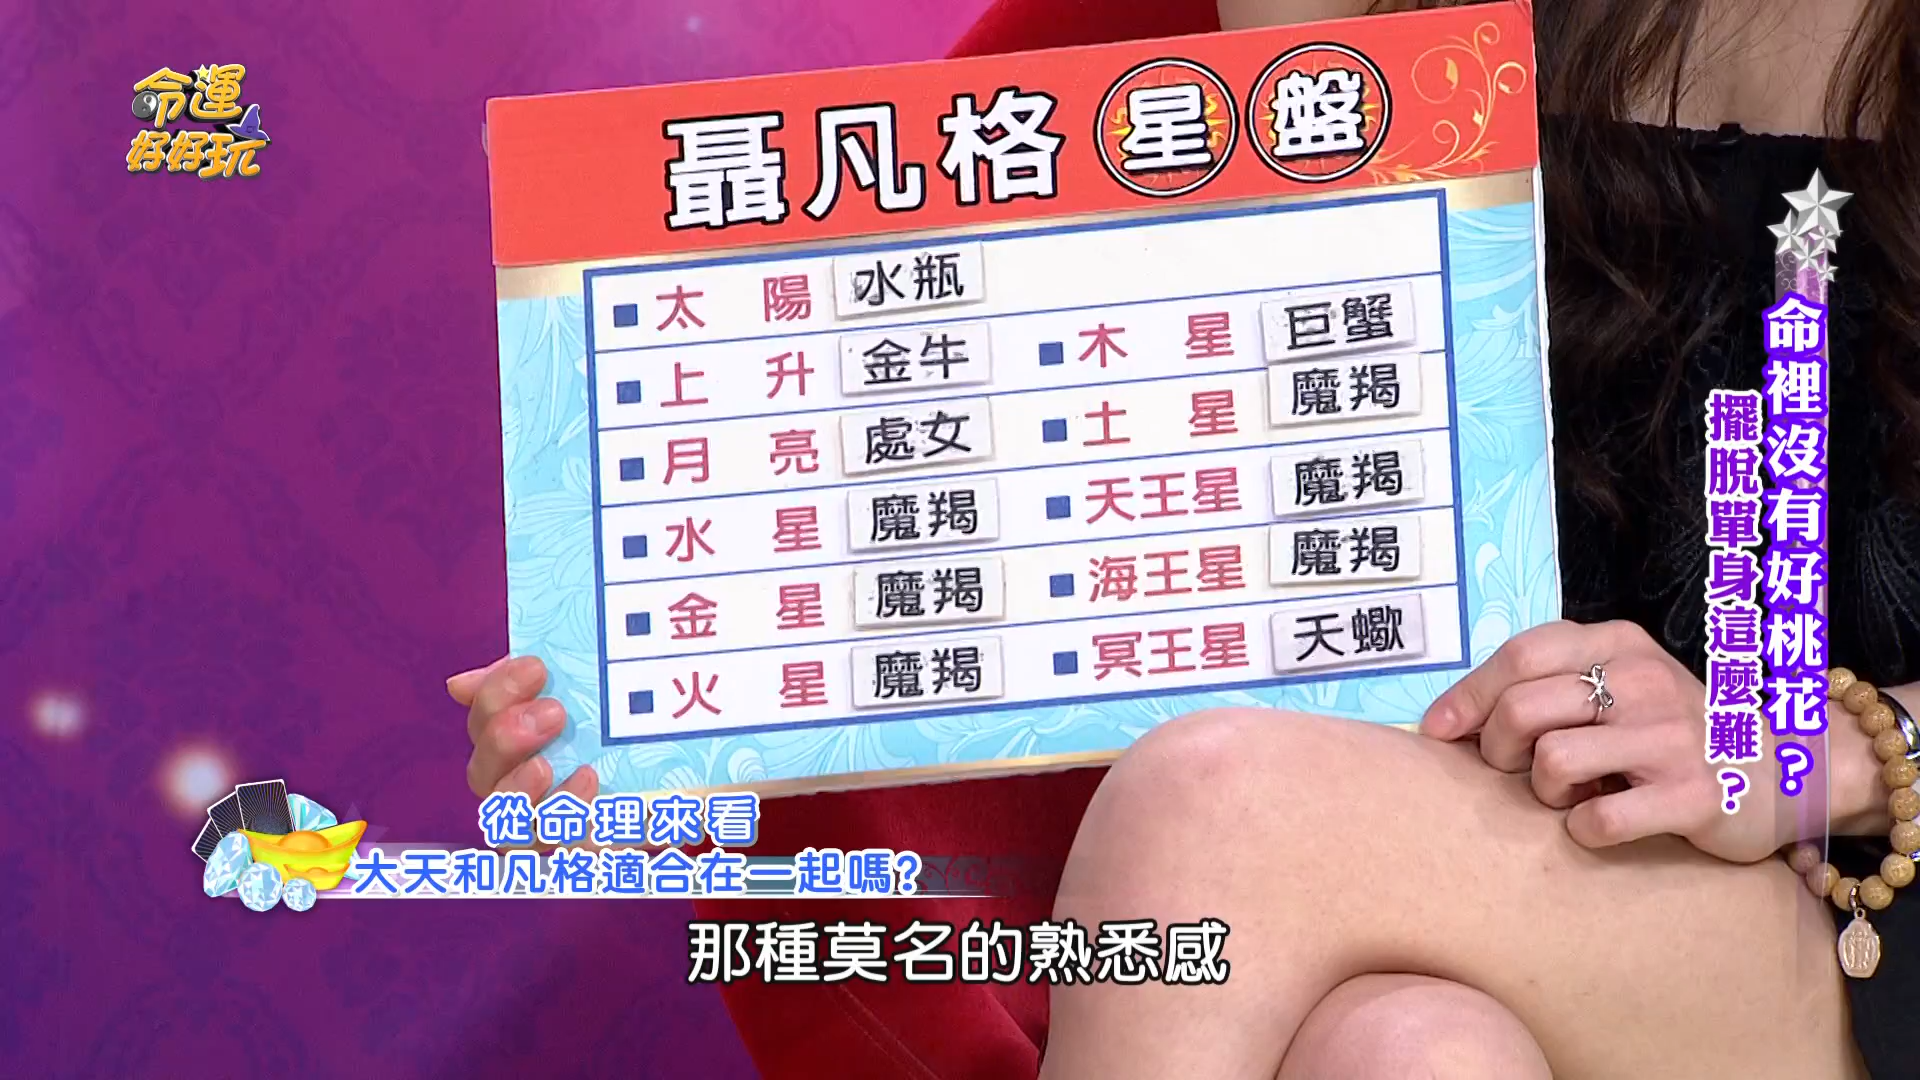 命運
好好玩
聶凡格 星盤
太陽 水瓶
上升 金牛
月亮 處女
水星 魔羯
金星 魔羯
火星 魔羯
木星 巨蟹
土星 魔羯
天王星 魔羯
海王星 魔羯
冥王星 天蠍
命裡沒有好桃花？
擺脫單身這麼難？
從命理來看
大天和凡格適合在一起嗎?
那種莫名的熟悉感